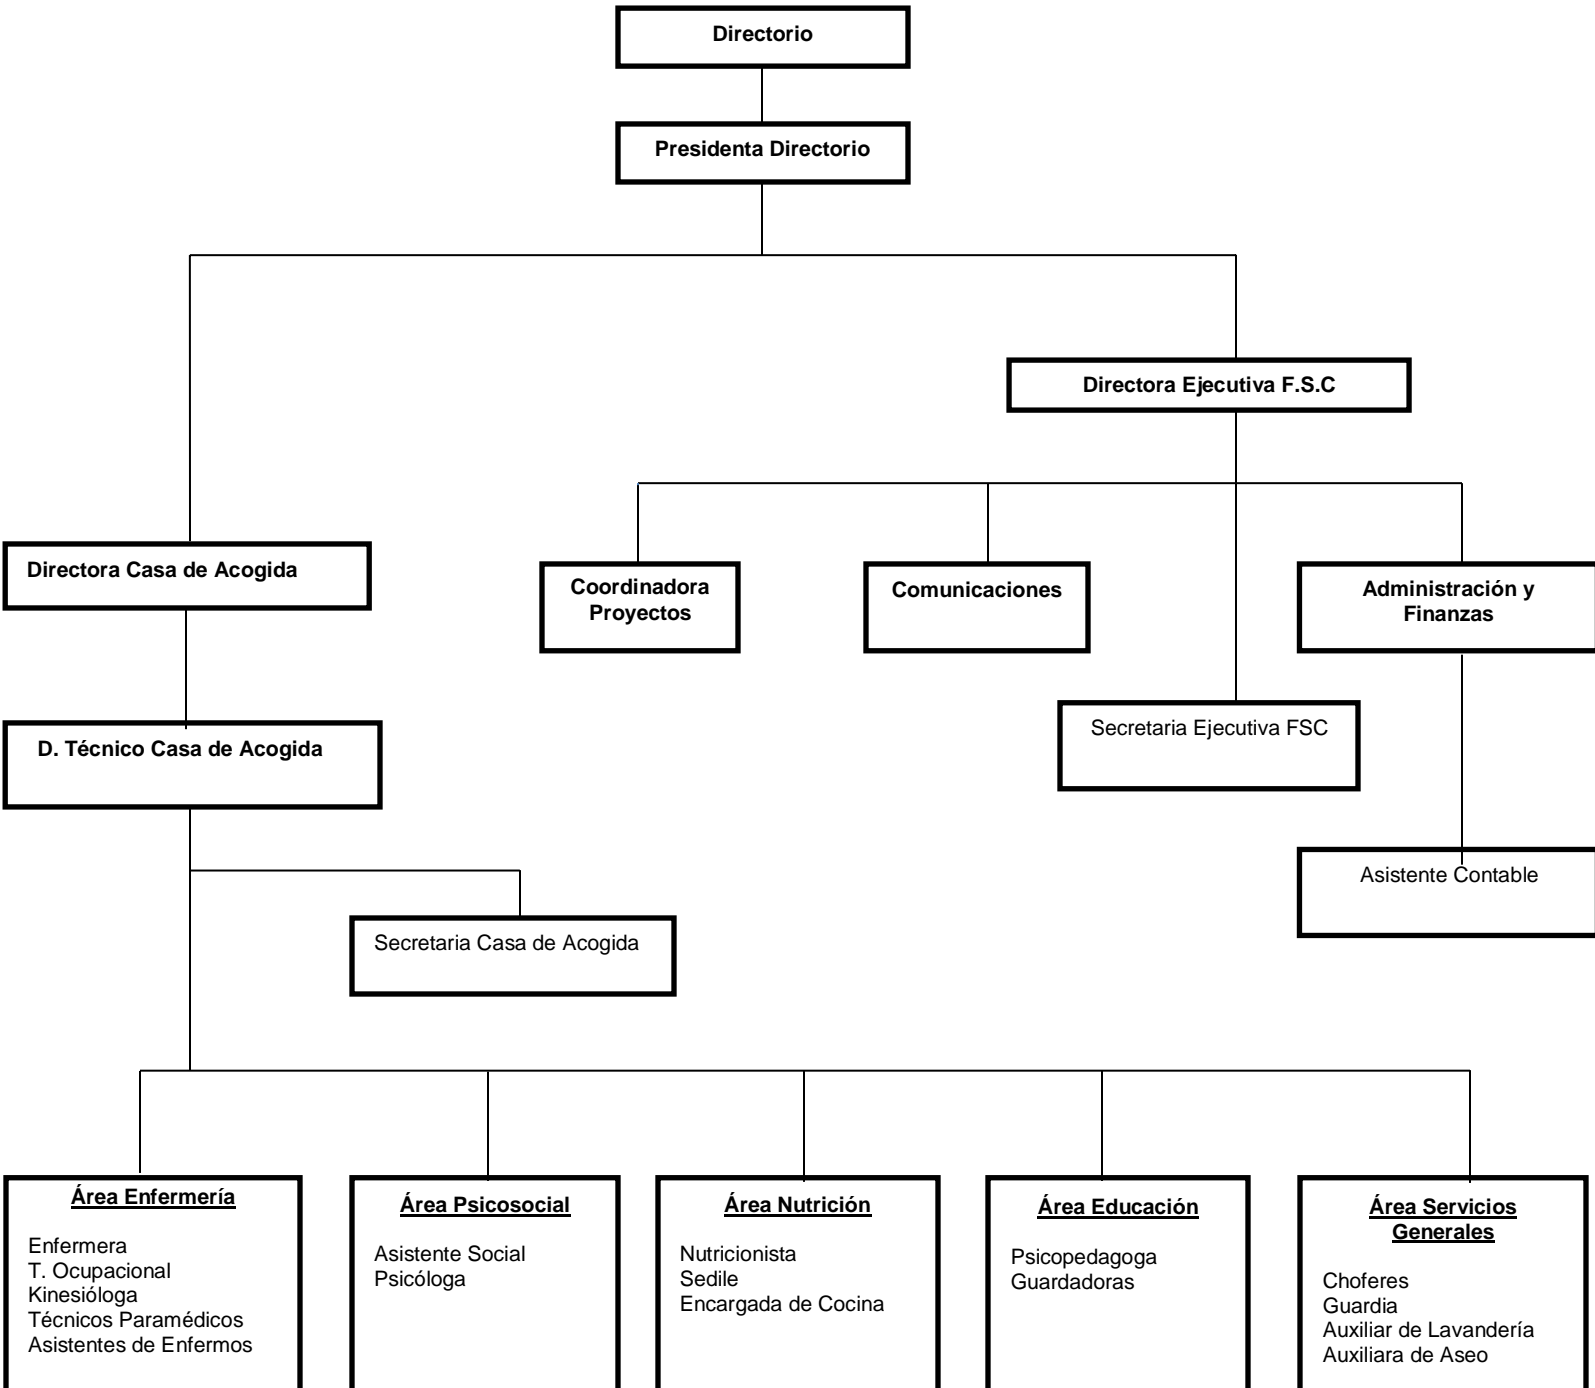 Directorio
Presidenta Directorio
Directora Ejecutiva F.S.C
Directora Casa de Acogida
Coordinadora
Proyectos
Comunicaciones
Administración y
Finanzas
D. Técnico Casa de Acogida
Secretaria Ejecutiva FSC
Asistente Contable
Secretaria Casa de Acogida
Área Enfermería
Enfermera
T. Ocupacional
Kinesióloga
Técnicos Paramédicos
Asistentes de Enfermos
Área Psicosocial
Asistente Social
Psicóloga
Área Nutrición
Nutricionista
Sedile
Encargada de Cocina
Área Educación
Psicopedagoga
Guardadoras
Área Servicios
Generales
Choferes
Guardia
Auxiliar de Lavandería
Auxiliara de Aseo